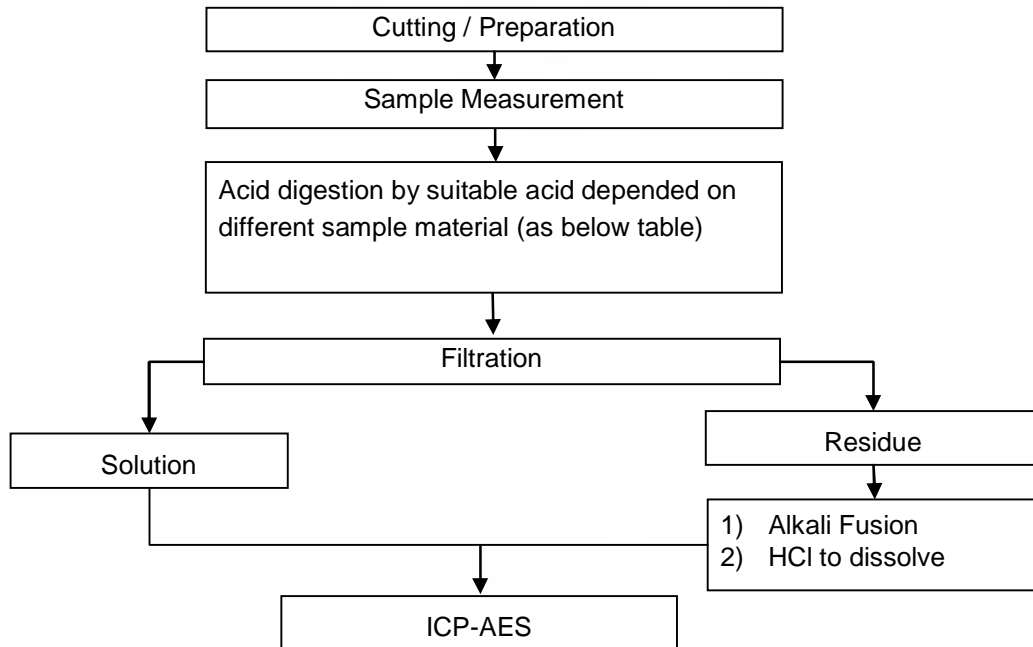 Cutting / Preparation
Sample Measurement
Acid digestion by suitable acid depended on
different sample material (as below table)
Filtration
Solution
Residue
1) Alkali Fusion
2) HCl to dissolve
ICP-AES